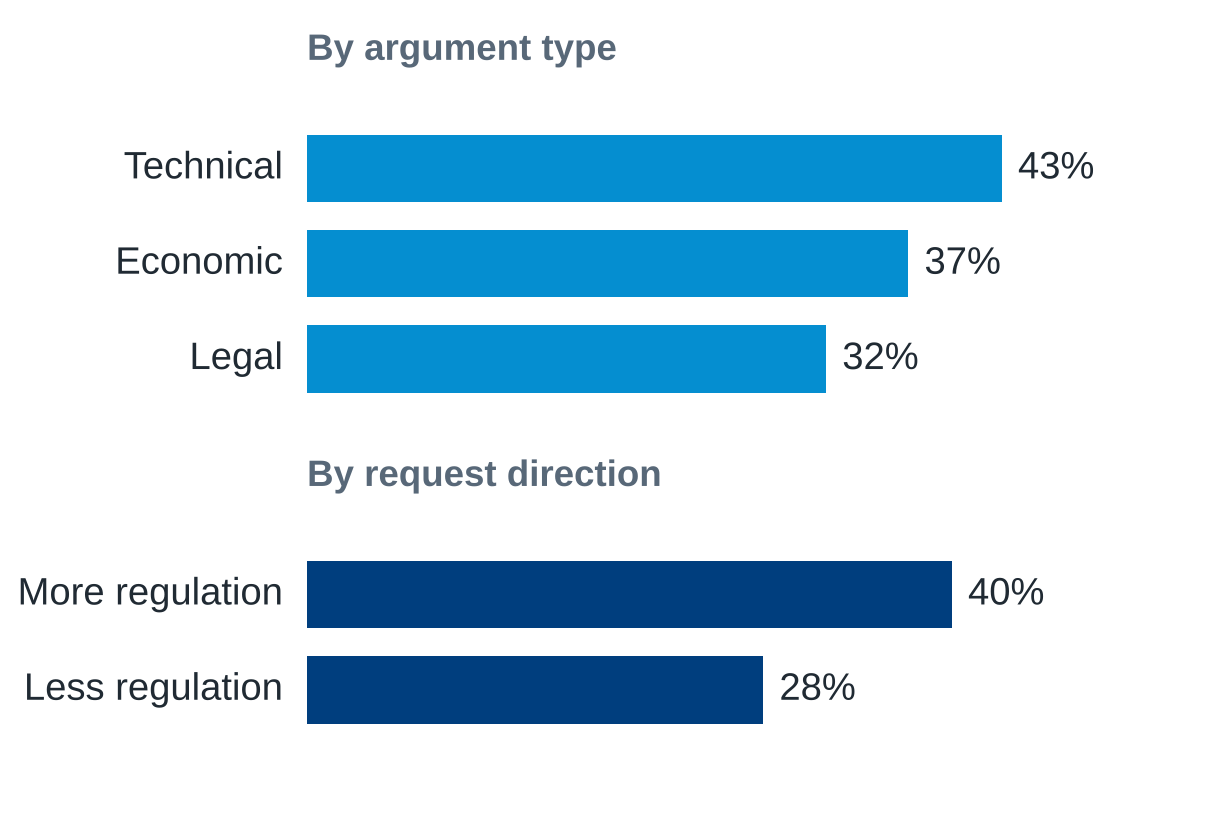 By argument type
Technical 43%
Economic 37%
Legal 32%
By request direction
More regulation 40%
Less regulation 28%